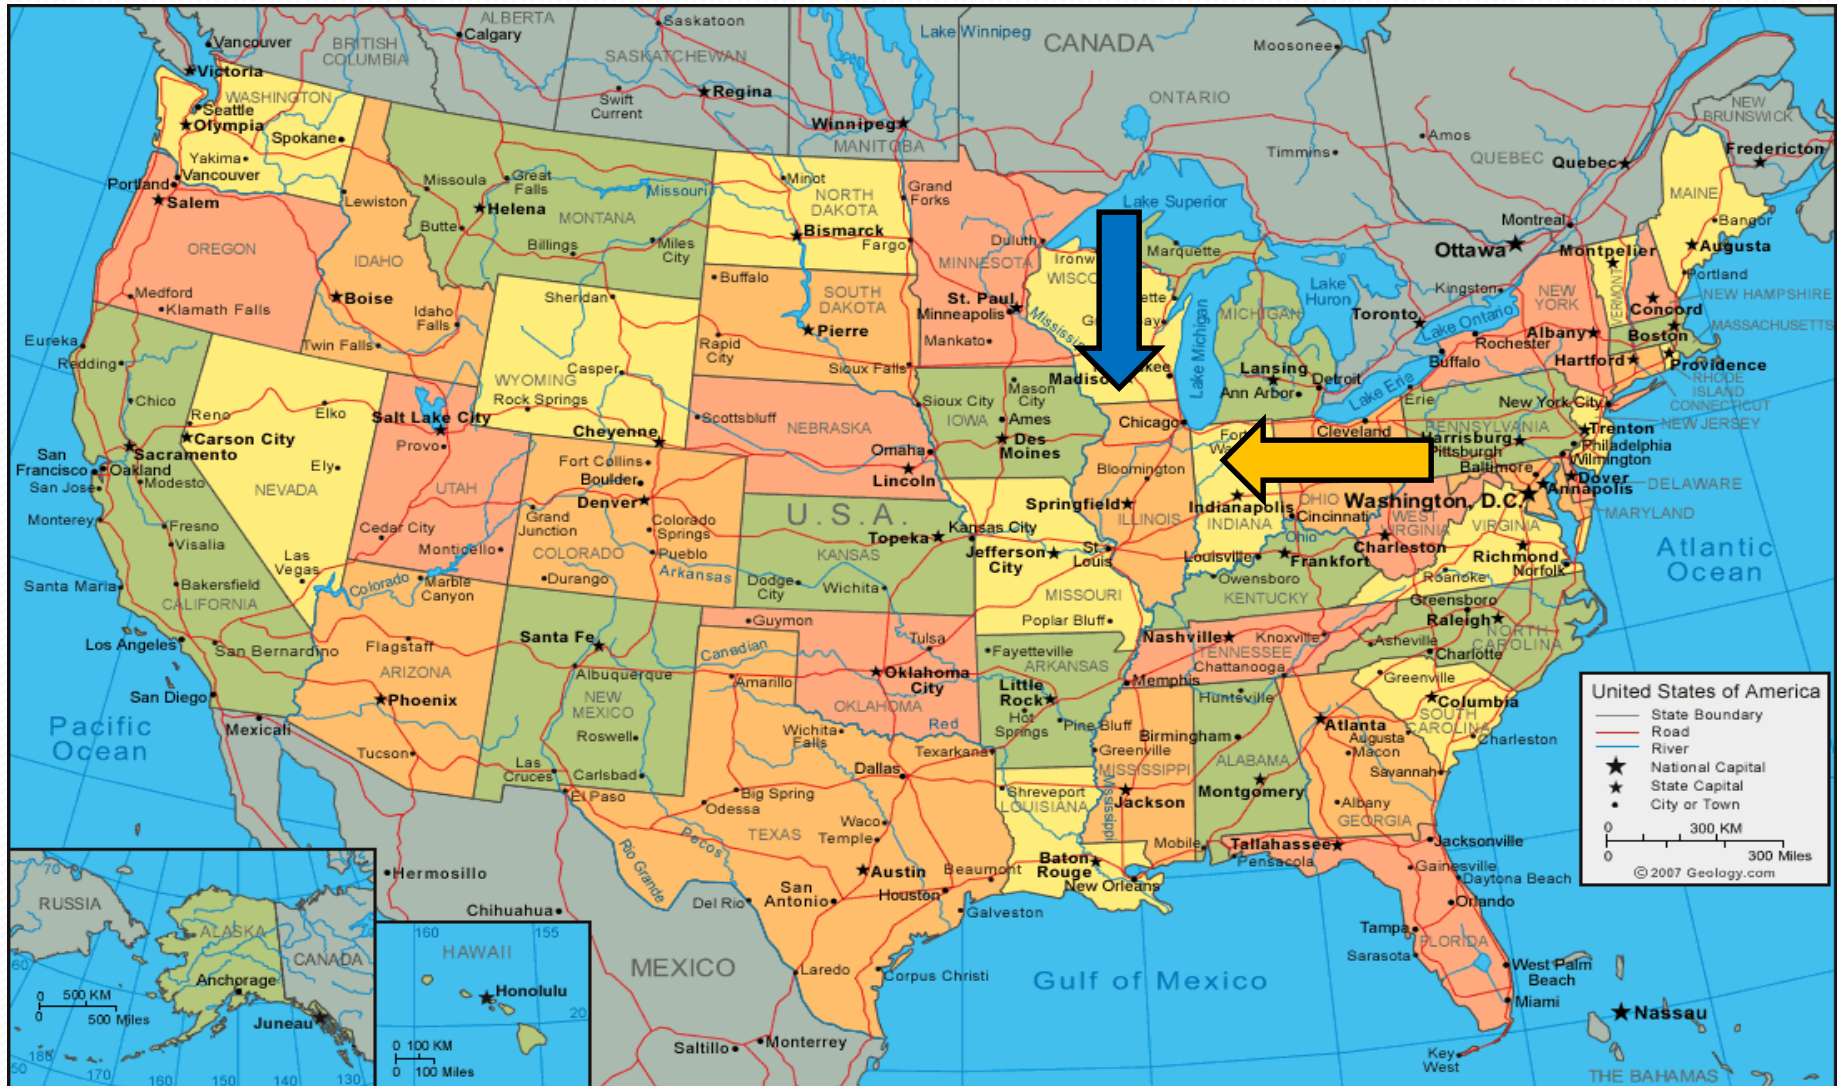 ALBERTA
Saskatoon
Calgary
Vancouver
BRITISH
COLUMBIA
SASKATCHEWAN
Lake Winnipeg
CANADA
Moosonee
Victoria
WASHINGTON
Seattle
Olympia
Spokane
Swift
Current
Regina
Winnipeg
MANITOBA
ONTARIO
NEW
BRUNSWICK
Amos
Timmins
QUEBEC
Quebec
Fredericton
Yakima
Vancouver
Portland
Salem
Lewiston
Missoula
Great
Falls
Missouri
Helena
MONTANA
Butte
Billings
Miles
City
Minot
NORTH
DAKOTA
Bismarck
Fargo
Grand
Forks
Lake Superior
Duluth
MINNESOTA
Marquette
MAINE
Bangor
Montreal
Ottawa
Montpelier
Augusta
OREGON
IDAHO
Boise
Medford
Klamath Falls
Idaho
Falls
Twin Falls
Sheridan
Buffalo
SOUTH
DAKOTA
Pierre
Rapid
City
Sioux Falls
St. Paul
Minneapolis
Mankato
MICHIGAN
Lake Michigan
Lake
Huron
Kingston
Toronto
Lake Ontario
NEW
YORK
VERMONT
Portland
NEW HAMPSHIRE
Concord
MASSACHUSETTS
Albany
Boston
Rochester
Buffalo
Hartford
Providence
RHODE
ISLAND
CONNECTICUT
NEW JERSEY
Eureka
Redding
Chico
Reno
Elko
Carson City
Sacramento
San
Francisco
Oakland
San Jose
Modesto
Ely
NEVADA
Salt Lake City
Provo
UTAH
Casper
WYOMING
Rock Springs
Cheyenne
Scottsbluff
NEBRASKA
Omaha
Lincoln
Sioux City
IOWA
Mason
City
Ames
Des
Moines
Chicago
Lansing
Ann Arbor
Detroit
Lake Erie
Erie
Cleveland
New York City
PENNSYLVANIA
Harrisburg
Pittsburgh
Trenton
Philadelphia
Wilmington
Baltimore
Dover
Annapolis
DELAWARE
MARYLAND
Washington, D.C.
Monterey
Fresno
Visalia
Las
Vegas
Cedar City
Monticello
Fort Collins
Boulder
Denver
Grand
Junction
Colorado
Springs
COLORADO
Pueblo
Durango
Arkansas
U.S.A.
KANSAS
Topeka
Kansas City
Dodge
City
Wichita
Jefferson
City
St.
Louis
MISSOURI
Poplar Bluff
Bloomington
Springfield
ILLINOIS
Indianapolis
INDIANA
OHIO
Cincinnati
Ohio
Louisville
Frankfort
Owensboro
KENTUCKY
WEST
VIRGINIA
Charleston
VIRGINIA
Richmond
Norfolk
Roanoke
Atlantic
Ocean
Santa Maria
Bakersfield
CALIFORNIA
Los Angeles
San Bernardino
San Diego
Mexicali
Pacific
Ocean
Colorado
Marble
Canyon
Flagstaff
ARIZONA
Phoenix
Tucson
Santa Fe
Albuquerque
NEW
MEXICO
Roswell
Las
Cruces
Carlsbad
El Paso
Guymon
Tulsa
Canadian
Oklahoma
City
OKLAHOMA
Red
Amarillo
Wichita
Falls
Dallas
Big Spring
Odessa
Waco
Temple
TEXAS
Pecos
Rio Grande
Austin
San
Antonio
Del Rio
Houston
Beaumont
Galveston
Laredo
Corpus Christi
Fayetteville
ARKANSAS
Little
Rock
Hot
Springs
Pine Bluff
Texarkana
Shreveport
LOUISIANA
Baton
Rouge
New Orleans
Memphis
Nashville
Knoxville
TENNESSEE
Chattanooga
Greenville
MISSISSIPPI
Mississippi
Jackson
Huntsville
Birmingham
ALABAMA
Montgomery
Mobile
Greensboro
Raleigh
NORTH
CAROLINA
Asheville
Charlotte
Greenville
Columbia
SOUTH
CAROLINA
Charleston
Atlanta
Augusta
Macon
Savannah
Albany
GEORGIA
Tallahassee
Pensacola
Jacksonville
Gainesville
Daytona Beach
Orlando
Tampa
FLORIDA
Sarasota
West Palm
Beach
Miami
Key
West
Nassau
THE BAHAMAS
Gulf of Mexico
MEXICO
Hermosillo
Chihuahua
Saltillo
Monterrey
United States of America
State Boundary
Road
River
National Capital
State Capital
City or Town
0 300 KM
0 300 Miles
© 2007 Geology.com
70
RUSSIA
ALASKA
CANADA
60
Anchorage
0 500 KM
0 500 Miles
Juneau
170
160
150
140
130
160
155
HAWAII
Honolulu
20
0 100 KM
0 100 Miles